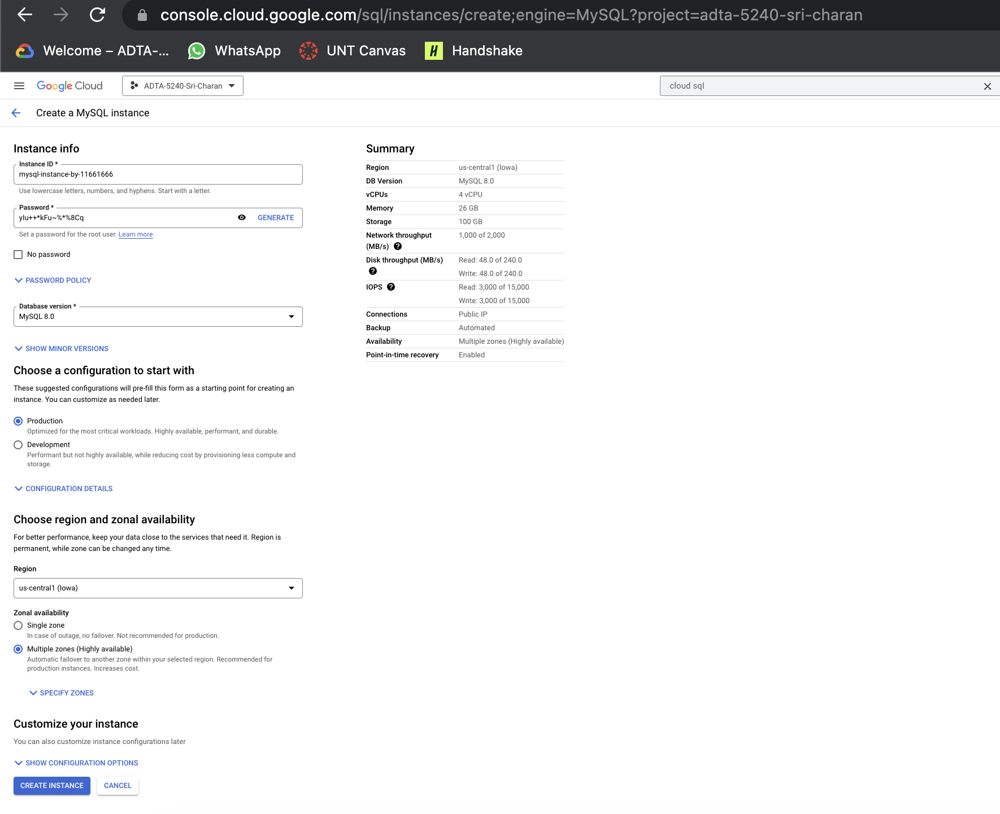 console.cloud.google.com/sql/instances/create;engine=MySQL?project=adta-5240-sri-charan
Welcome – ADTA-... WhatsApp UNT Canvas H Handshake
Google Cloud ADTA-5240-Sri-Charan cloud sql
Create a MySQL instance
Instance info
Instance ID *
mysql-instance-by-11661666
Use lowercase letters, numbers, and hyphens. Start with a letter.
Password *
yIu++*kFu~%*%8Cq GENERATE
Set a password for the root user. Learn more
No password
PASSWORD POLICY
Database version *
MySQL 8.0
SHOW MINOR VERSIONS
Choose a configuration to start with
These suggested configurations will pre-fill this form as a starting point for creating an
instance. You can customize as needed later.
Production
Optimized for the most critical workloads. Highly available, performant, and durable.
Development
Performant but not highly available, while reducing cost by provisioning less compute and
storage.
CONFIGURATION DETAILS
Choose region and zonal availability
For better performance, keep your data close to the services that need it. Region is
permanent, while zone can be changed any time.
Region
us-central1 (Iowa)
Zonal availability
Single zone
In case of outage, no failover. Not recommended for production.
Multiple zones (Highly available)
Automatic failover to another zone within your selected region. Recommended for
production instances. Increases cost.
SPECIFY ZONES
Customize your instance
You can also customize instance configurations later
SHOW CONFIGURATION OPTIONS
CREATE INSTANCE CANCEL
Summary
Region us-central1 (Iowa)
DB Version MySQL 8.0
vCPUs 4 vCPU
Memory 26 GB
Storage 100 GB
Network throughput 1,000 of 2,000
(MB/s) ?
Disk throughput (MB/s) Read: 48.0 of 240.0
? Write: 48.0 of 240.0
IOPS ? Read: 3,000 of 15,000
Write: 3,000 of 15,000
Connections Public IP
Backup Automated
Availability Multiple zones (Highly available)
Point-in-time recovery Enabled